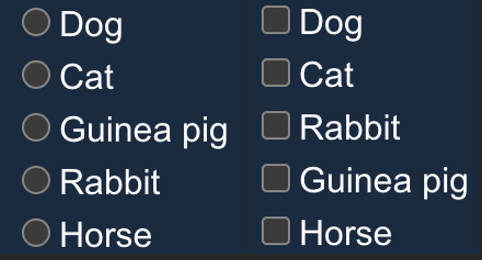 Dog
Cat
Guinea pig
Rabbit
Horse
Dog
Cat
Rabbit
Guinea pig
Horse